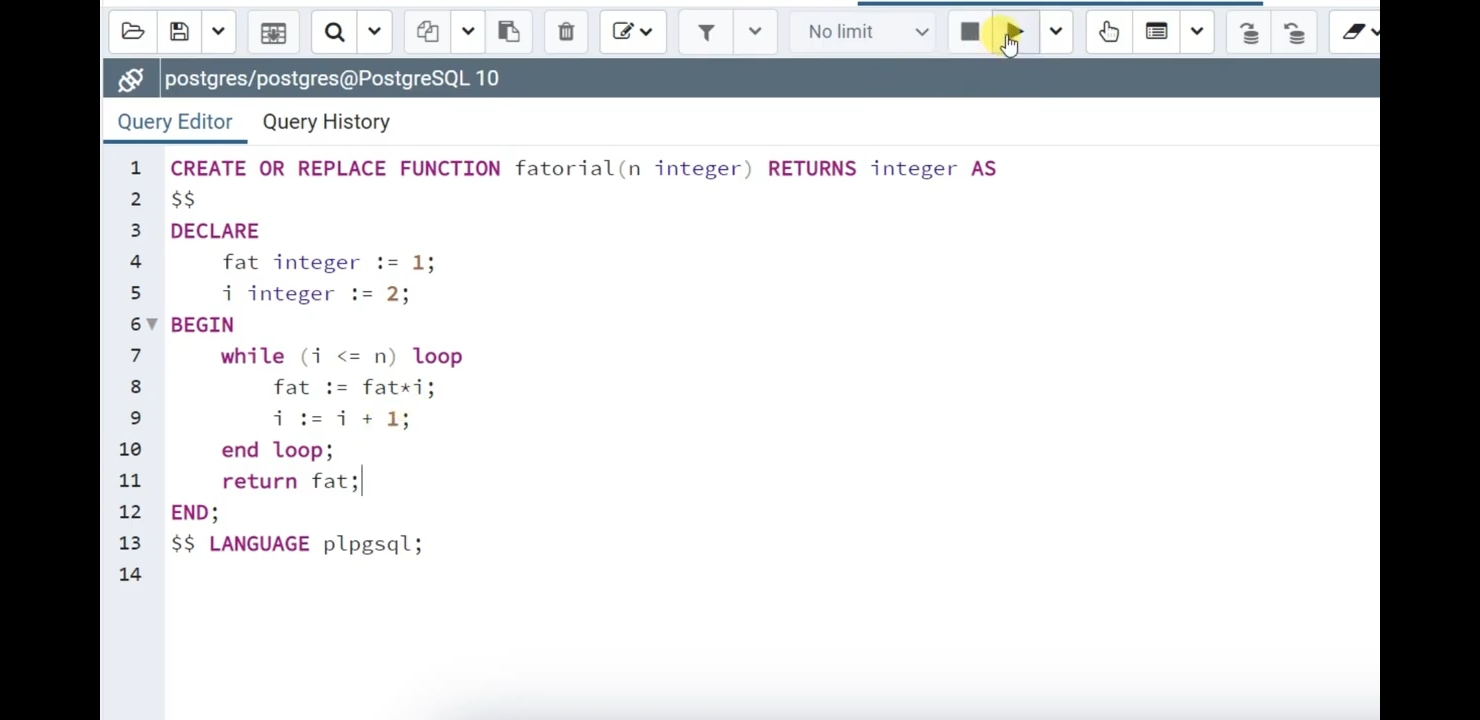 No limit
postgres/postgres@PostgreSQL 10
Query Editor Query History
1 CREATE OR REPLACE FUNCTION fatorial(n integer) RETURNS integer AS
2 $$
3 DECLARE
4 fat integer := 1;
5 i integer := 2;
6 BEGIN
7 while (i <= n) loop
8 fat := fat*i;
9 i := i + 1;
10 end loop;
11 return fat;
12 END;
13 $$ LANGUAGE plpgsql;
14